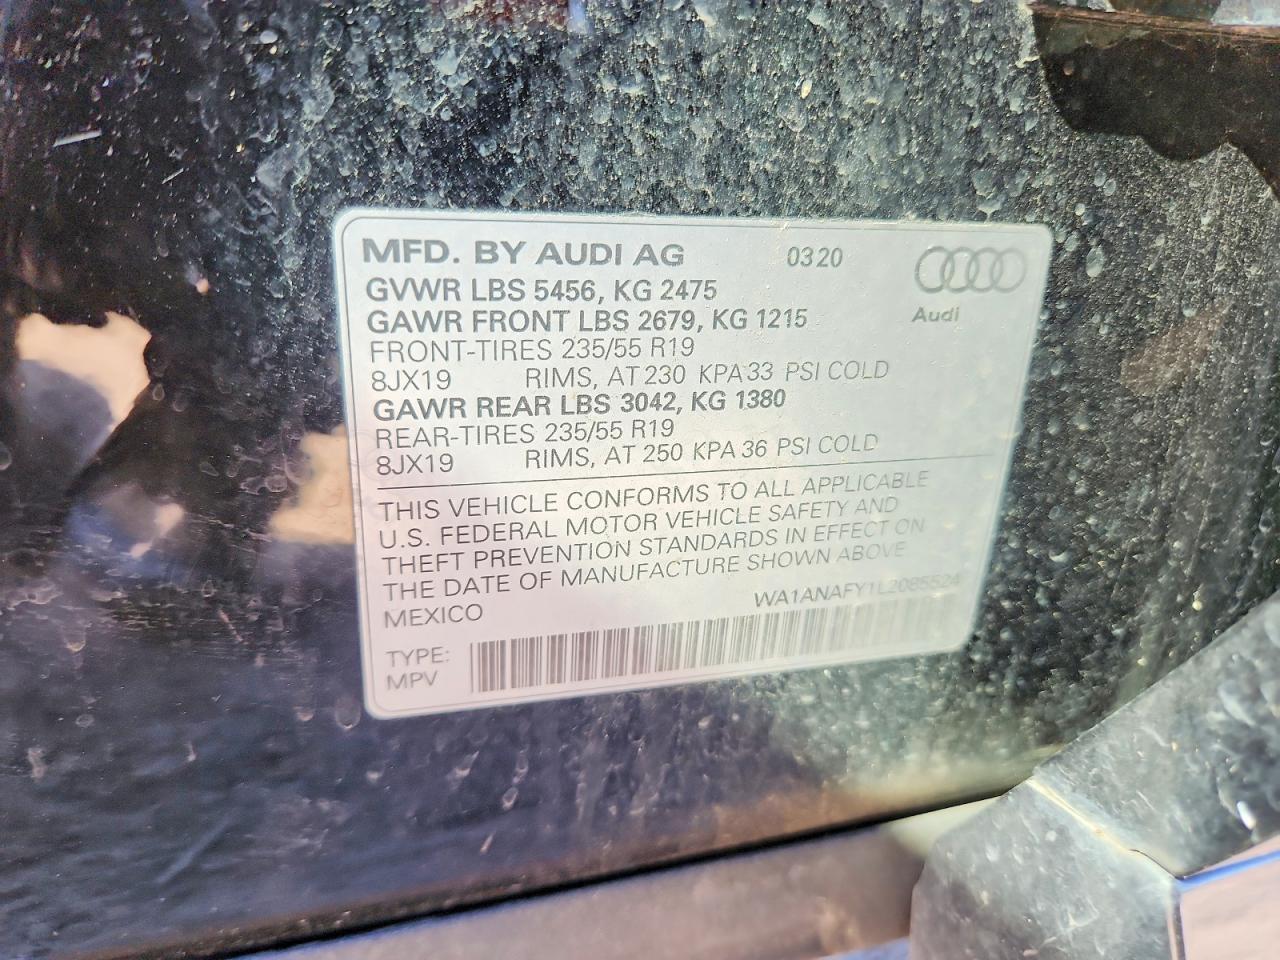 MFD. BY AUDI AG 0320
GVWR LBS 5456, KG 2475
Audi
GAWR FRONT LBS 2679, KG 1215
FRONT-TIRES 235/55 R19
8JX19 RIMS, AT 230 KPA 33 PSI COLD
GAWR REAR LBS 3042, KG 1380
REAR-TIRES 235/55 R19
8JX19 RIMS, AT 250 KPA 36 PSI COLD
THIS VEHICLE CONFORMS TO ALL APPLICABLE
U.S. FEDERAL MOTOR VEHICLE SAFETY AND
THEFT PREVENTION STANDARDS IN EFFECT ON
THE DATE OF MANUFACTURE SHOWN ABOVE
MEXICO WA1ANAFY1L2085524
TYPE:
MPV